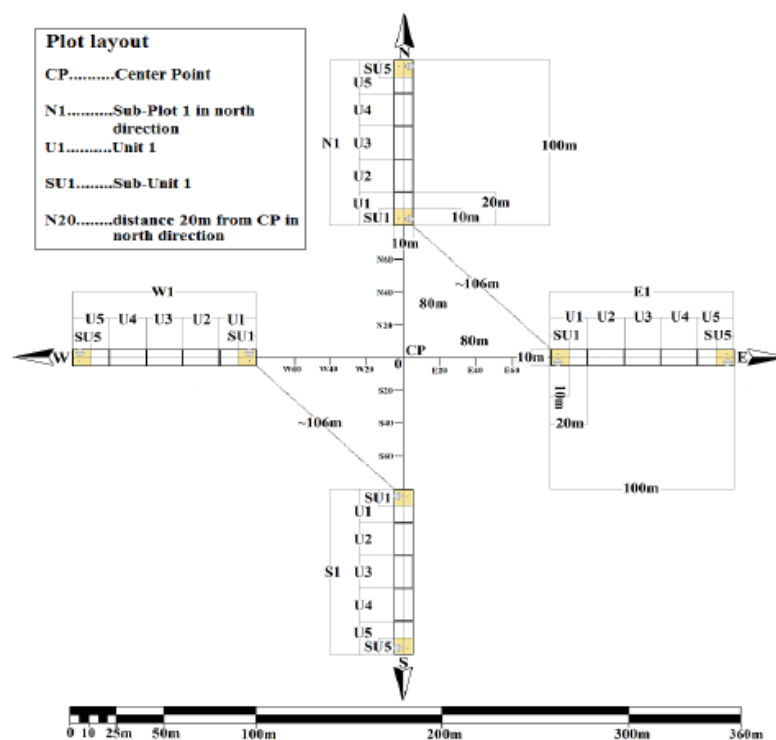 Plot layout
CP..........Center Point
N1..........Sub-Plot 1 in north
direction
U1..........Unit 1
SU1........Sub-Unit 1
N20........distance 20m from CP in
north direction
N
SU5
U5
U4
N1
U3
100m
U2
U1
20m
SU1
10m
10m
N60
~106m
W1
N40
80m
E1
U5 U4 U3 U2 U1
U1 U2 U3 U4 U5
N20
80m
SU5
SU1
SU1
SU5
CP
W
0
10m
E
W60 W40 W20
E20 E40 E60
S20
10m
S40
~106m
20m
S60
SU1
100m
U1
U2
S1
U3
U4
U5
SU5
S
0 10 25m 50m 100m 200m 300m 360m